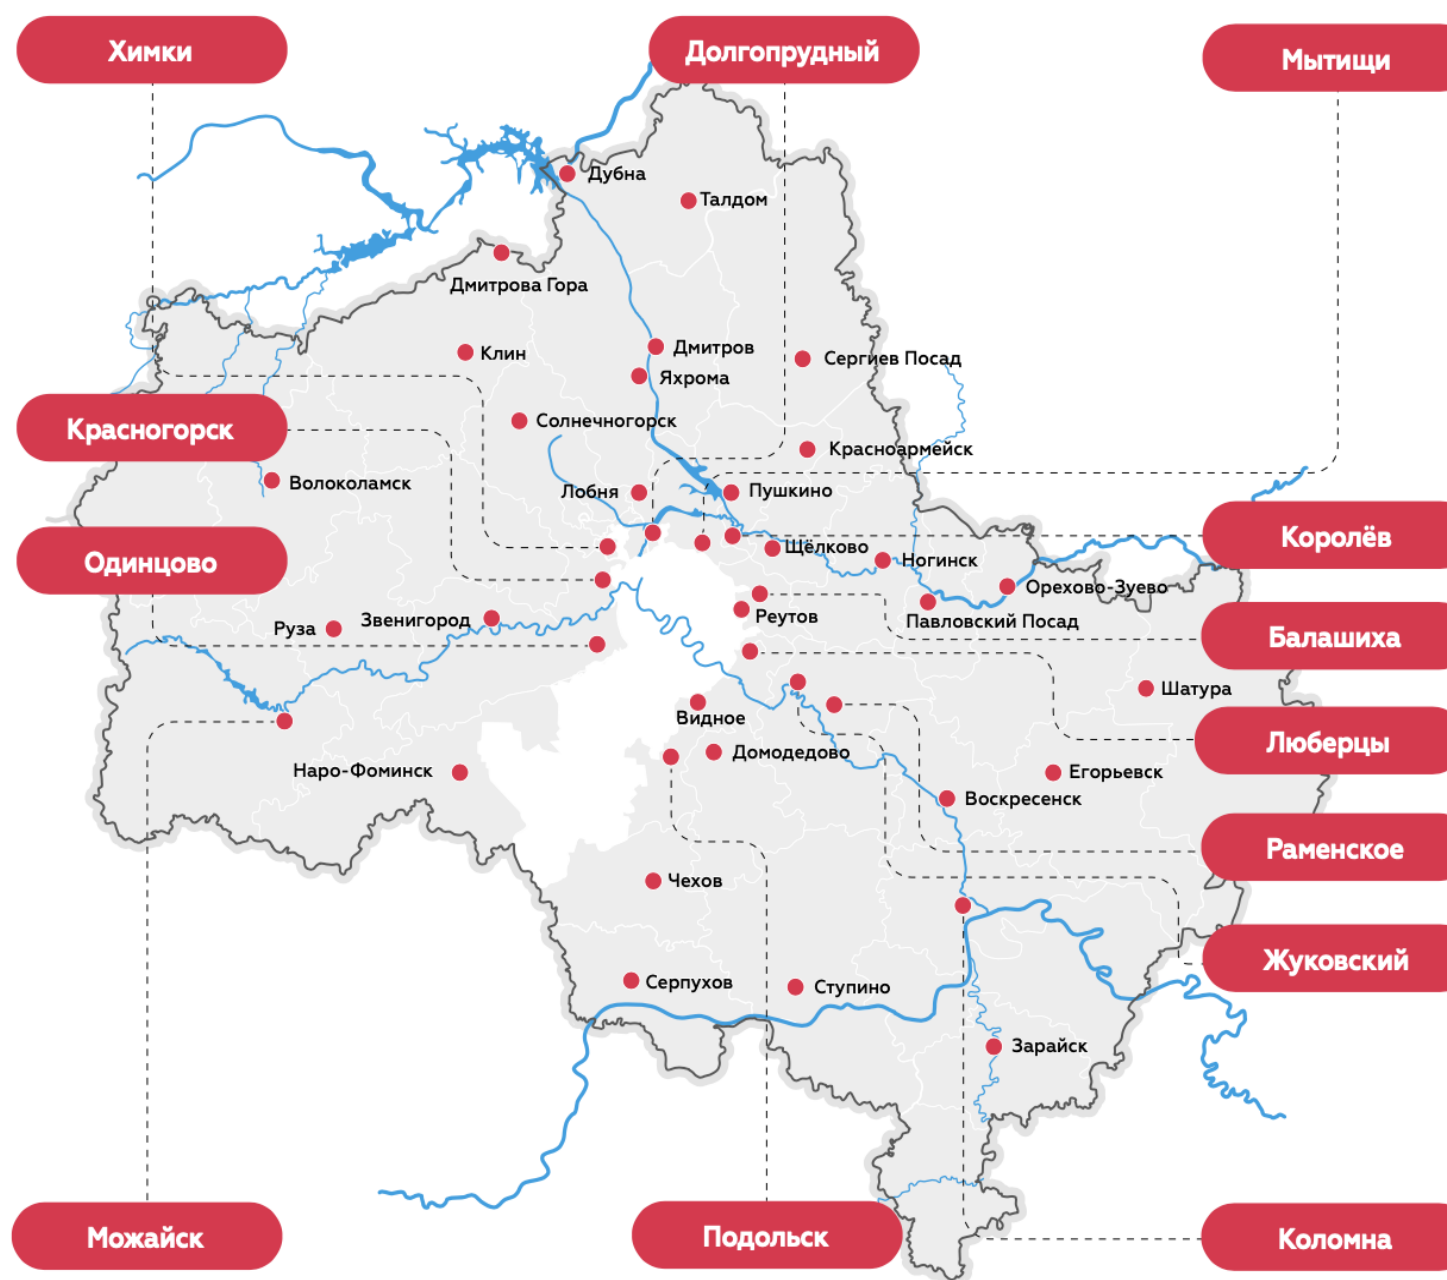 Химки
Долгопрудный
Мытищи
Дубна
Талдом
Дмитрова Гора
Клин
Дмитров
Сергиев Посад
Яхрома
Солнечногорск
Красногорск
Красноармейск
Волоколамск
Лобня
Пушкино
Королёв
Щёлково
Ногинск
Одинцово
Орехово-Зуево
Реутов
Павловский Посад
Звенигород
Руза
Балашиха
Шатура
Видное
Люберцы
Домодедово
Наро-Фоминск
Егорьевск
Воскресенск
Раменское
Чехов
Жуковский
Серпухов
Ступино
Зарайск
Можайск
Подольск
Коломна